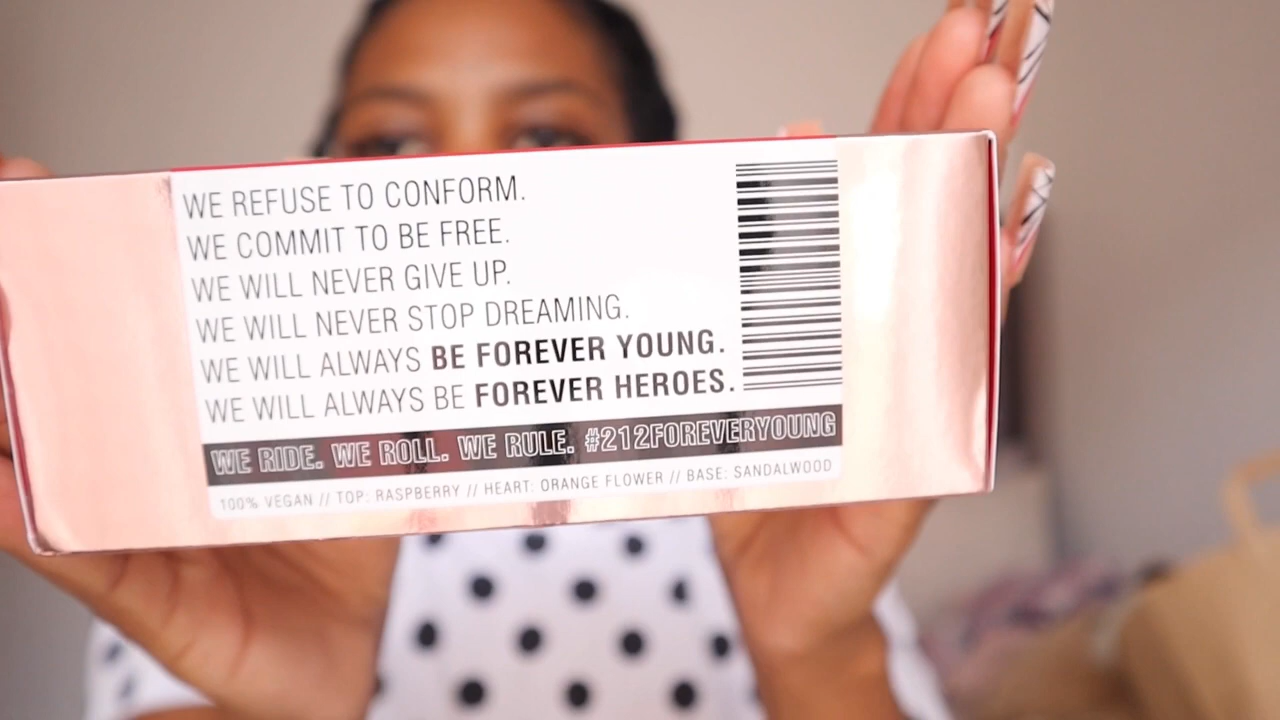 WE REFUSE TO CONFORM.
WE COMMIT TO BE FREE.
WE WILL NEVER GIVE UP.
WE WILL NEVER STOP DREAMING.
WE WILL ALWAYS BE FOREVER YOUNG.
WE WILL ALWAYS BE FOREVER HEROES.
WE RIDE. WE ROLL. WE RULE. #212FOREVERYOUNG
100% VEGAN // TOP: RASPBERRY // HEART: ORANGE FLOWER // BASE: SANDALWOOD